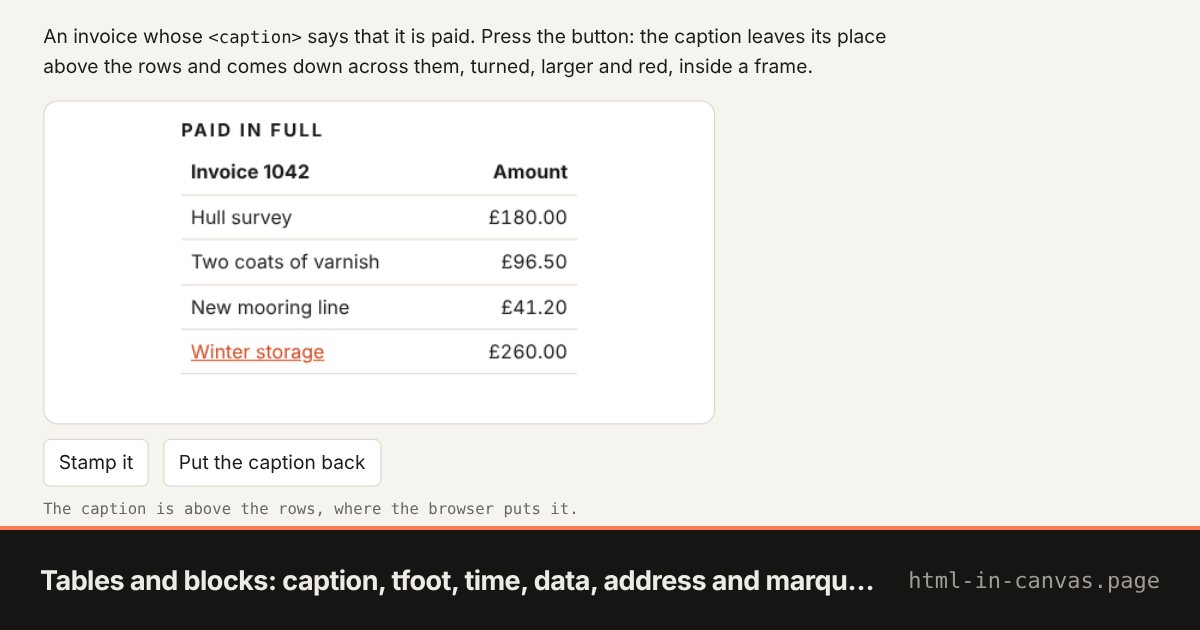 An invoice whose <caption> says that it is paid. Press the button: the caption leaves its place
above the rows and comes down across them, turned, larger and red, inside a frame.
PAID IN FULL
Invoice 1042 Amount
Hull survey £180.00
Two coats of varnish £96.50
New mooring line £41.20
Winter storage £260.00
Stamp it Put the caption back
The caption is above the rows, where the browser puts it.
Tables and blocks: caption, tfoot, time, data, address and marqu… html-in-canvas.page